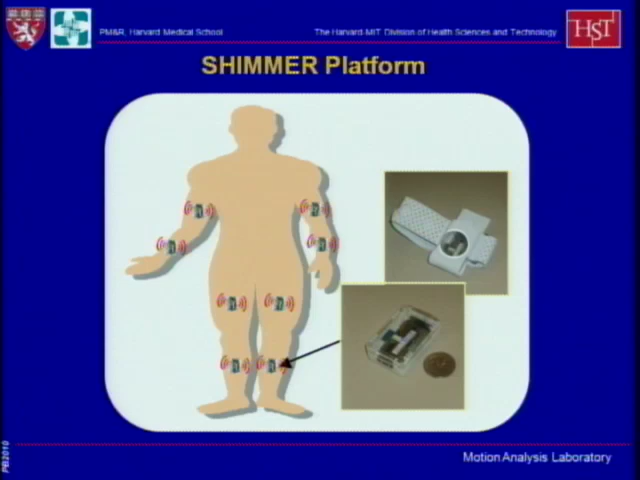 PM&R, Harvard Medical School
The Harvard-MIT Division of Health Sciences and Technology
HST
SHIMMER Platform
Motion Analysis Laboratory
PB2010